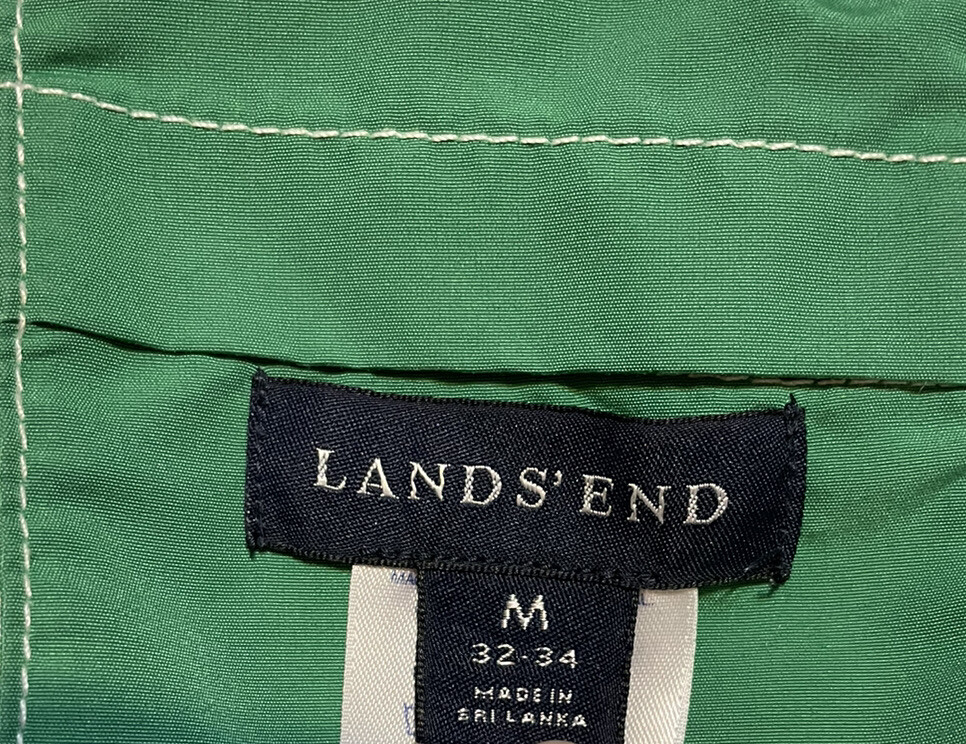 LANDS' END
M
32-34
MADE IN
SRI LANKA